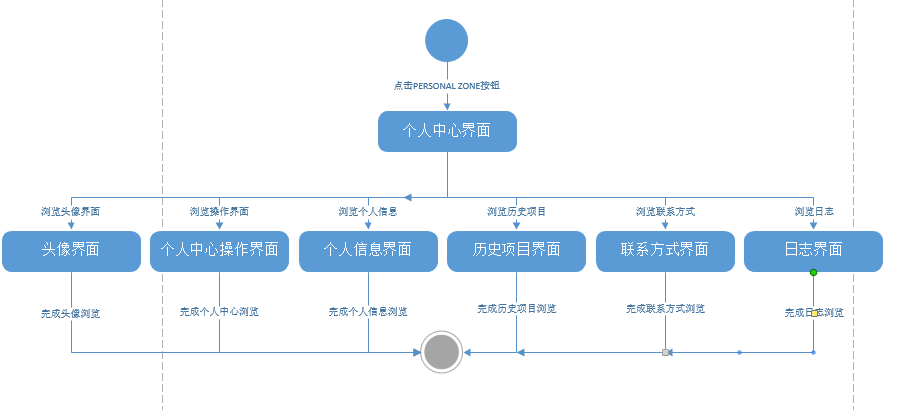 点击PERSONAL ZONE按钮
个人中心界面
浏览头像界面
浏览操作界面
浏览个人信息
浏览历史项目
浏览联系方式
浏览日志
头像界面
个人中心操作界面
个人信息界面
历史项目界面
联系方式界面
日志界面
完成头像浏览
完成个人中心浏览
完成个人信息浏览
完成历史项目浏览
完成联系方式浏览
完成日志浏览